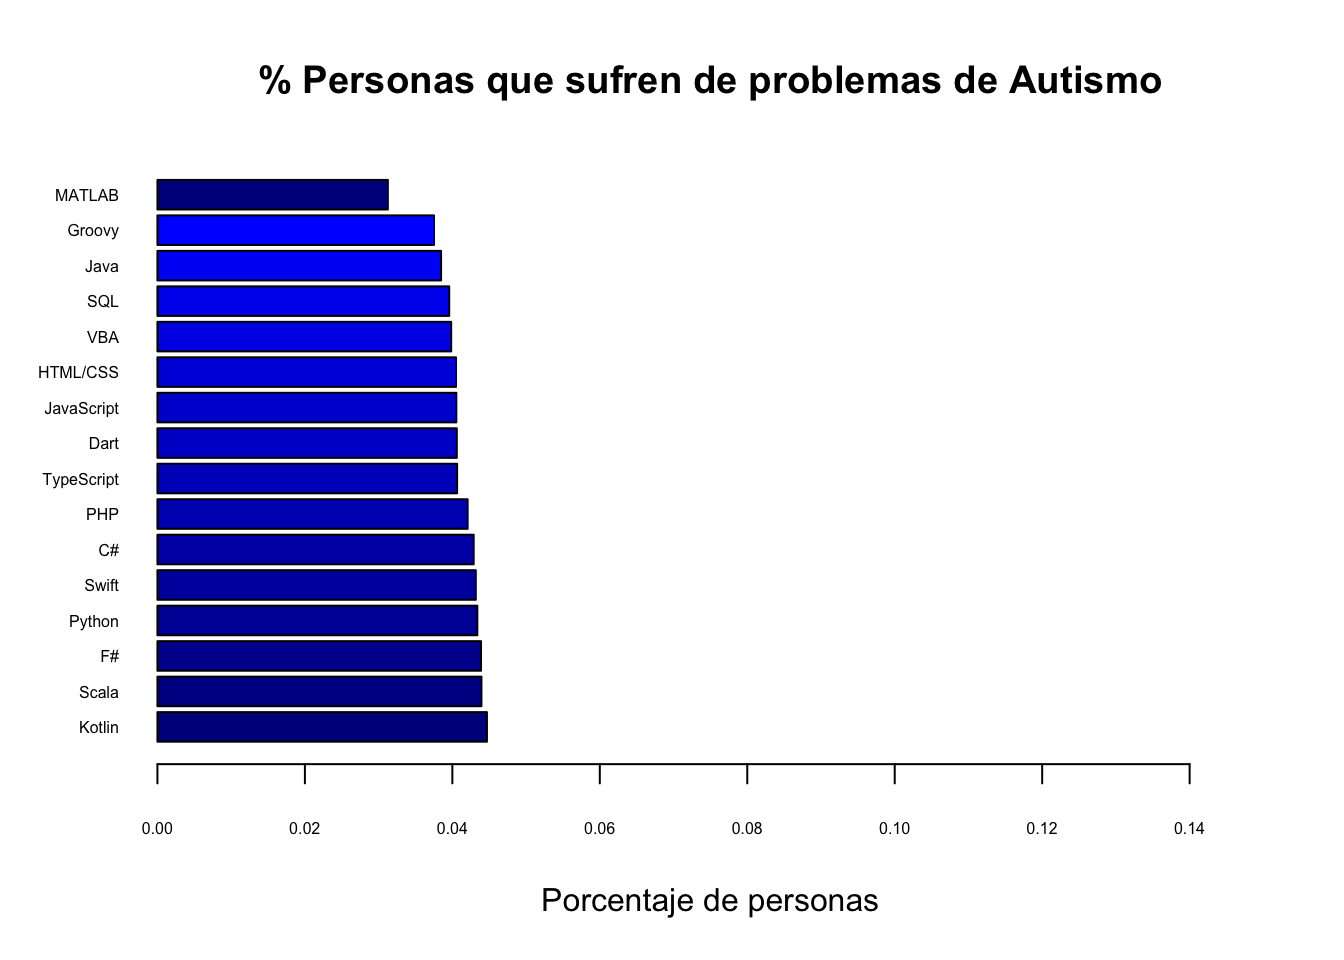 % Personas que sufren de problemas de Autismo
MATLAB
Groovy
Java
SQL
VBA
HTML/CSS
JavaScript
Dart
TypeScript
PHP
C#
Swift
Python
F#
Scala
Kotlin
0.00 0.02 0.04 0.06 0.08 0.10 0.12 0.14
Porcentaje de personas